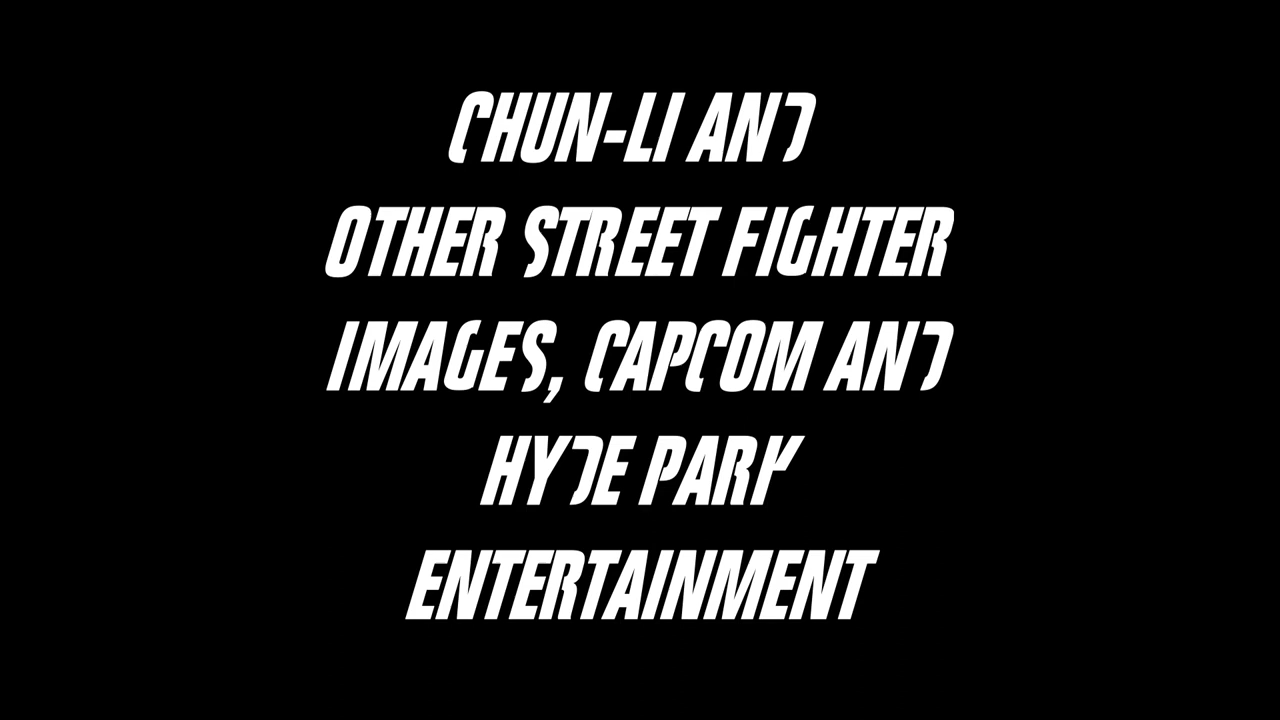 CHUN-LI AND
OTHER STREET FIGHTER
IMAGES, CAPCOM AND
HYDE PARK
ENTERTAINMENT